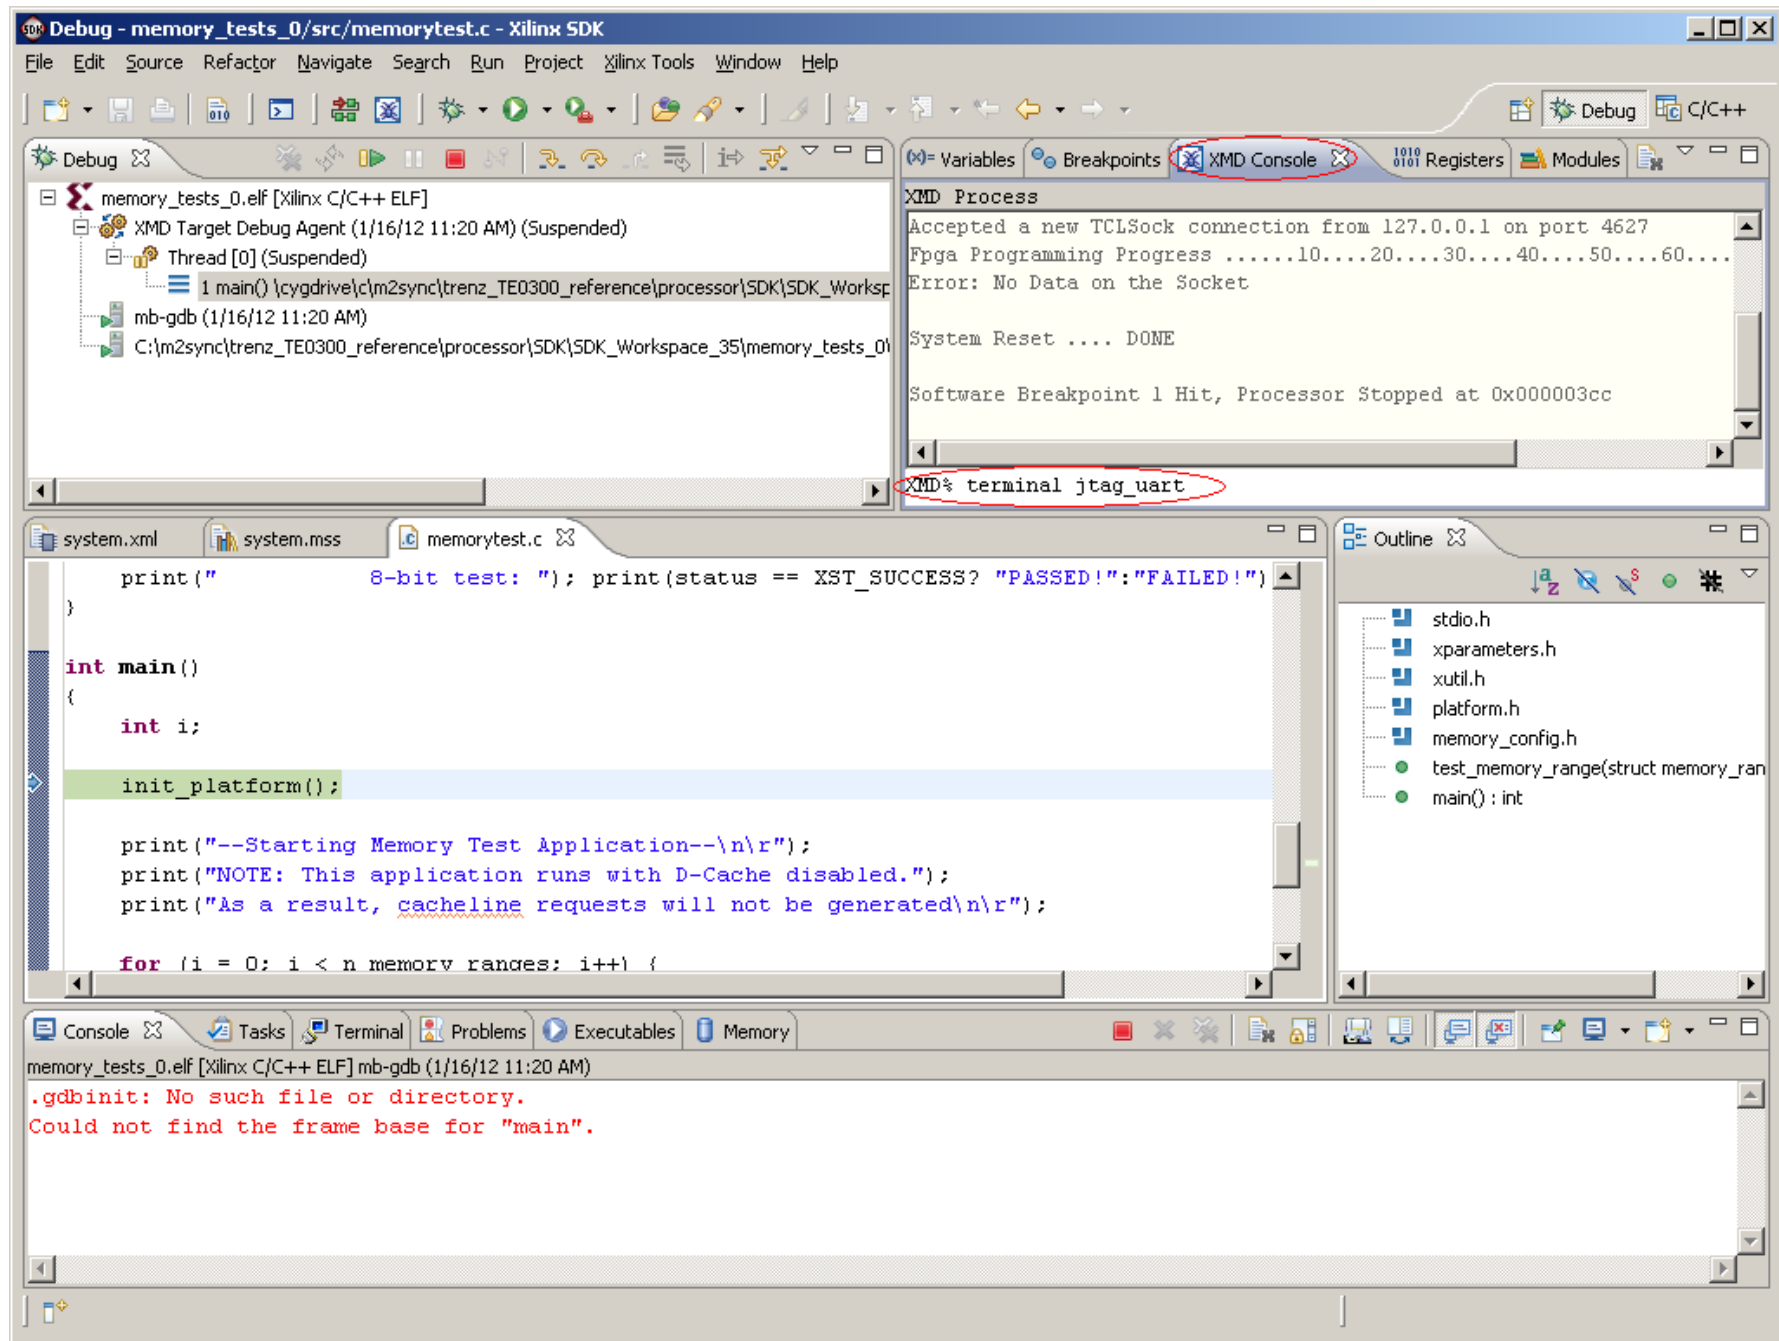 Debug - memory_tests_0/src/memorytest.c - Xilinx SDK
File Edit Source Refactor Navigate Search Run Project Xilinx Tools Window Help
Debug C/C++
Debug
memory_tests_0.elf [Xilinx C/C++ ELF]
XMD Target Debug Agent (1/16/12 11:20 AM) (Suspended)
Thread [0] (Suspended)
1 main() \cygdrive\c\m2sync\trenz_TE0300_reference\processor\SDK\SDK_Worksp
mb-gdb (1/16/12 11:20 AM)
C:\m2sync\trenz_TE0300_reference\processor\SDK\SDK_Workspace_35\memory_tests_0\
(x)= Variables Breakpoints XMD Console Registers Modules
XMD Process
Accepted a new TCLSock connection from 127.0.0.1 on port 4627
Fpga Programming Progress ......10....20....30....40....50....60....
Error: No Data on the Socket
System Reset .... DONE
Software Breakpoint 1 Hit, Processor Stopped at 0x000003cc
XMD% terminal jtag_uart
system.xml system.mss memorytest.c
print("           8-bit test: "); print(status == XST_SUCCESS? "PASSED!":"FAILED!")
}
int main()
{
int i;
init_platform();
print("--Starting Memory Test Application--\n\r");
print("NOTE: This application runs with D-Cache disabled.");
print("As a result, cacheline requests will not be generated\n\r");
for (i = 0; i < n_memory_ranges; i++) {
Outline
stdio.h
xparameters.h
xutil.h
platform.h
memory_config.h
test_memory_range(struct memory_ran
main() : int
Console Tasks Terminal Problems Executables Memory
memory_tests_0.elf [Xilinx C/C++ ELF] mb-gdb (1/16/12 11:20 AM)
.gdbinit: No such file or directory.
Could not find the frame base for "main".